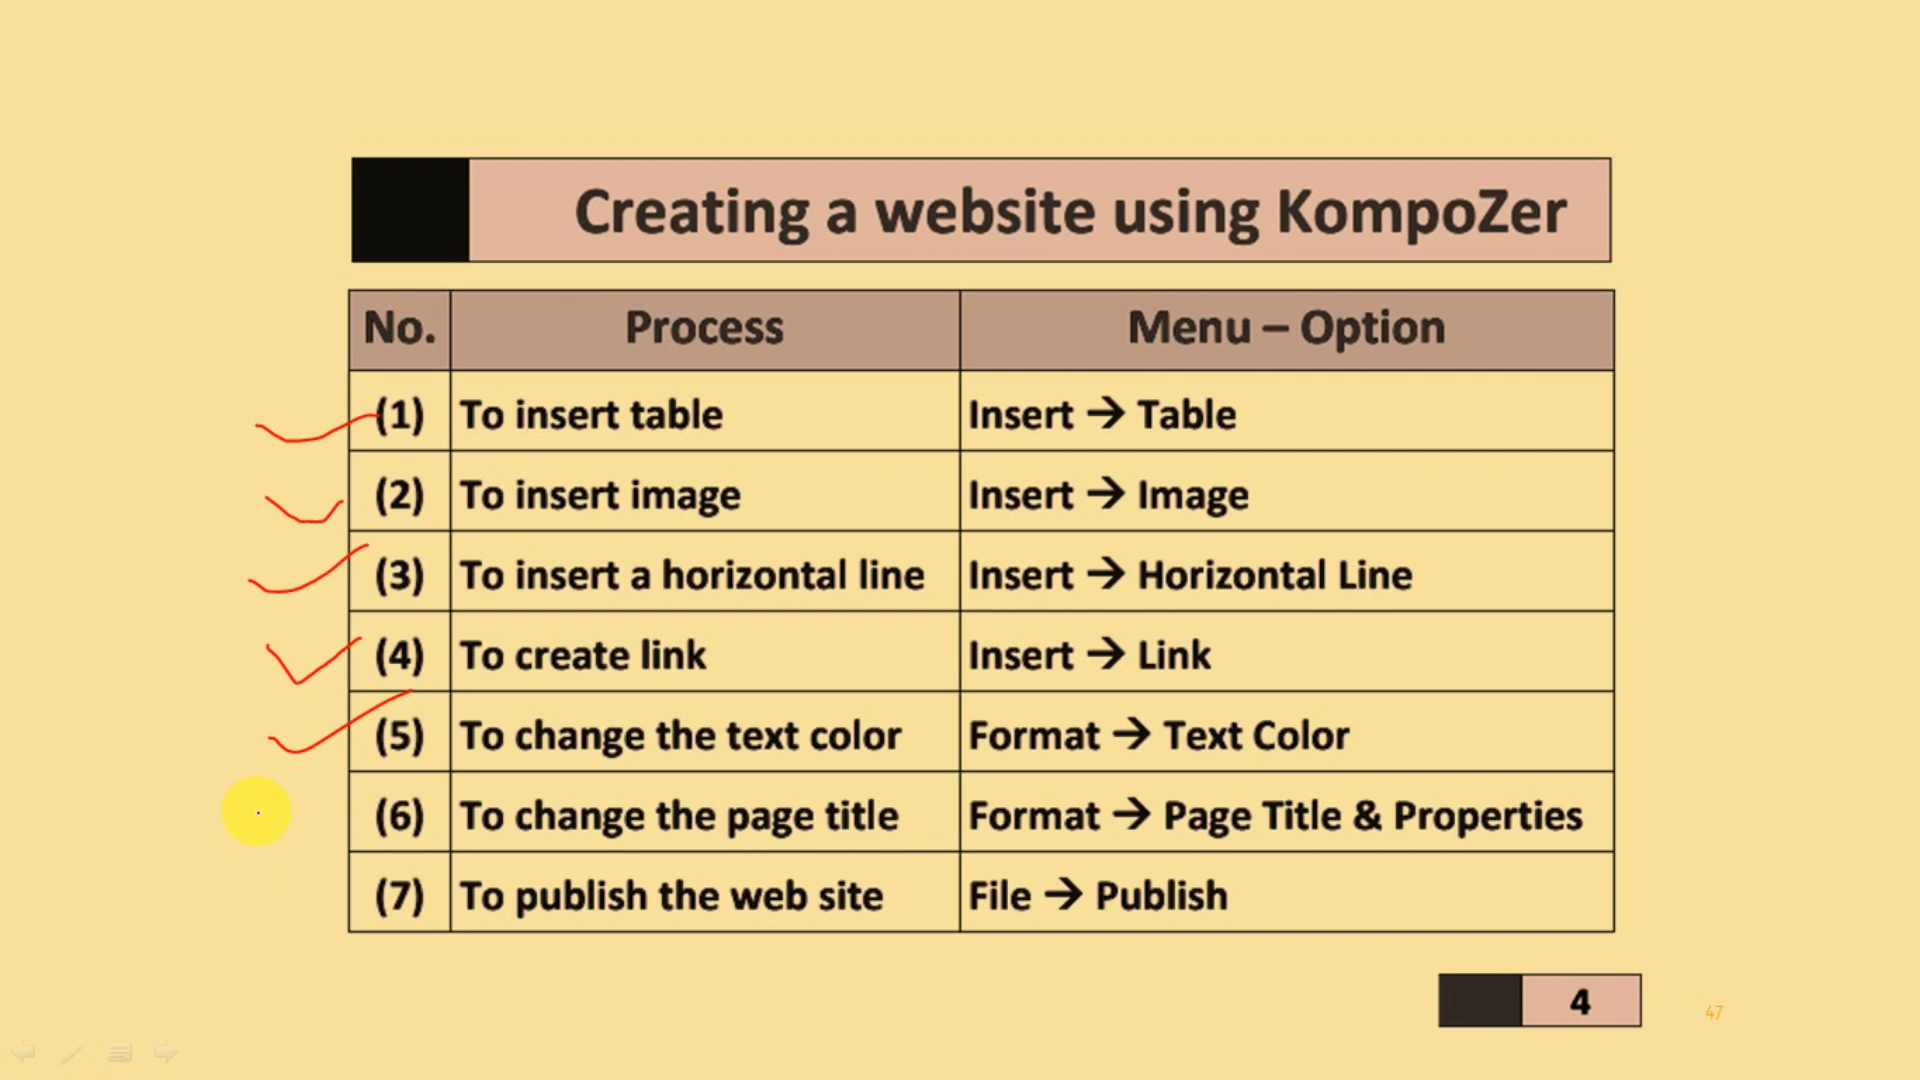 Creating a website using KompoZer
No. Process Menu – Option
(1) To insert table Insert → Table
(2) To insert image Insert → Image
(3) To insert a horizontal line Insert → Horizontal Line
(4) To create link Insert → Link
(5) To change the text color Format → Text Color
(6) To change the page title Format → Page Title & Properties
(7) To publish the web site File → Publish
4
47